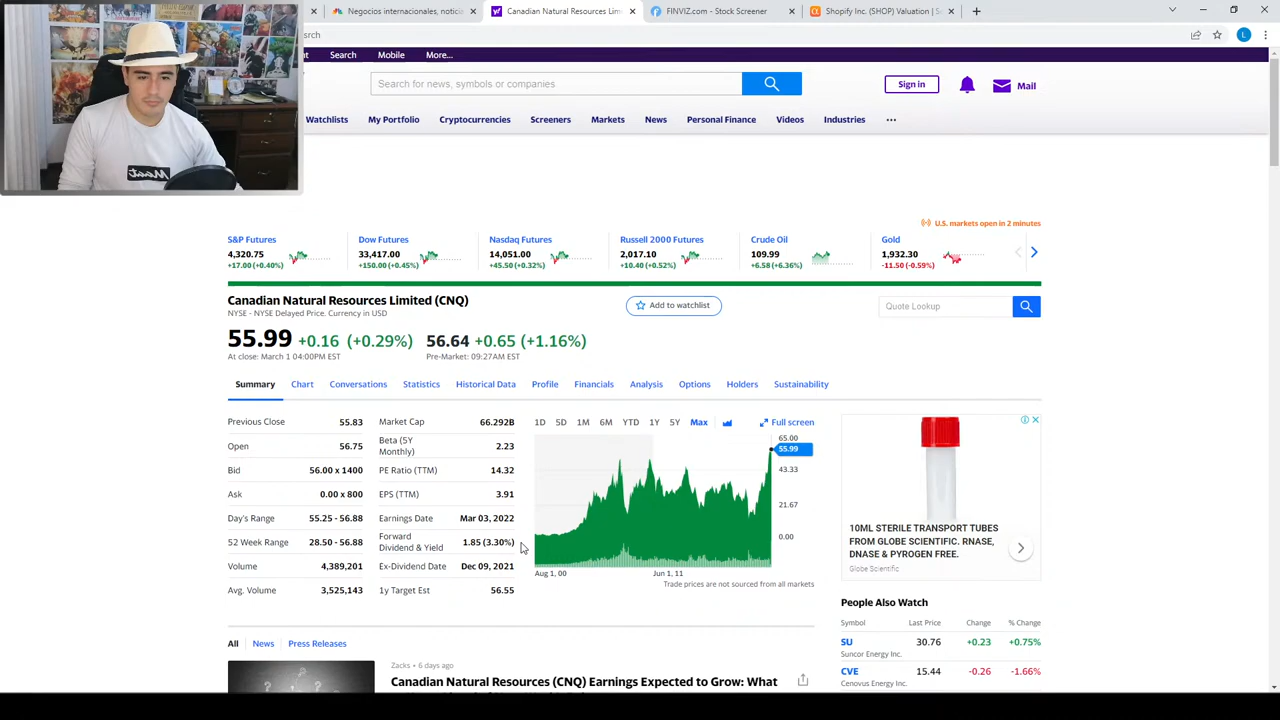 Negocios internacionales, notici
Canadian Natural Resources Lim
FINVIZ.com - Stock Screener
Shopify Inc. (SHOP) Valuation | S
L
Search
Mobile
More...
Search for news, symbols or companies
Sign in
Mail
Watchlists
My Portfolio
Cryptocurrencies
Screeners
Markets
News
Personal Finance
Videos
Industries
U.S. markets open in 2 minutes
S&P Futures
4,320.75
+17.00 (+0.40%)
Dow Futures
33,417.00
+150.00 (+0.45%)
Nasdaq Futures
14,051.00
+45.50 (+0.32%)
Russell 2000 Futures
2,017.10
+10.40 (+0.52%)
Crude Oil
109.99
+6.58 (+6.36%)
Gold
1,932.30
-11.50 (-0.59%)
Canadian Natural Resources Limited (CNQ)
NYSE - NYSE Delayed Price. Currency in USD
Add to watchlist
Quote Lookup
55.99 +0.16 (+0.29%)
At close: March 1 04:00PM EST
56.64 +0.65 (+1.16%)
Pre-Market: 09:27AM EST
Summary
Chart
Conversations
Statistics
Historical Data
Profile
Financials
Analysis
Options
Holders
Sustainability
Previous Close 55.83
Open 56.75
Bid 56.00 x 1400
Ask 0.00 x 800
Day's Range 55.25 - 56.88
52 Week Range 28.50 - 56.88
Volume 4,389,201
Avg. Volume 3,525,143
Market Cap 66.292B
Beta (5Y
Monthly) 2.23
PE Ratio (TTM) 14.32
EPS (TTM) 3.91
Earnings Date Mar 03, 2022
Forward
Dividend & Yield 1.85 (3.30%)
Ex-Dividend Date Dec 09, 2021
1y Target Est 56.55
1D 5D 1M 6M YTD 1Y 5Y Max
Full screen
65.00
55.99
43.33
21.67
0.00
Aug 1, 00
Jun 1, 11
Trade prices are not sourced from all markets
10ML STERILE TRANSPORT TUBES
FROM GLOBE SCIENTIFIC. RNASE,
DNASE & PYROGEN FREE.
Globe Scientific
People Also Watch
Symbol Last Price Change % Change
SU 30.76 +0.23 +0.75%
Suncor Energy Inc.
CVE 15.44 -0.26 -1.66%
Cenovus Energy Inc.
All
News
Press Releases
Zacks • 6 days ago
Canadian Natural Resources (CNQ) Earnings Expected to Grow: What